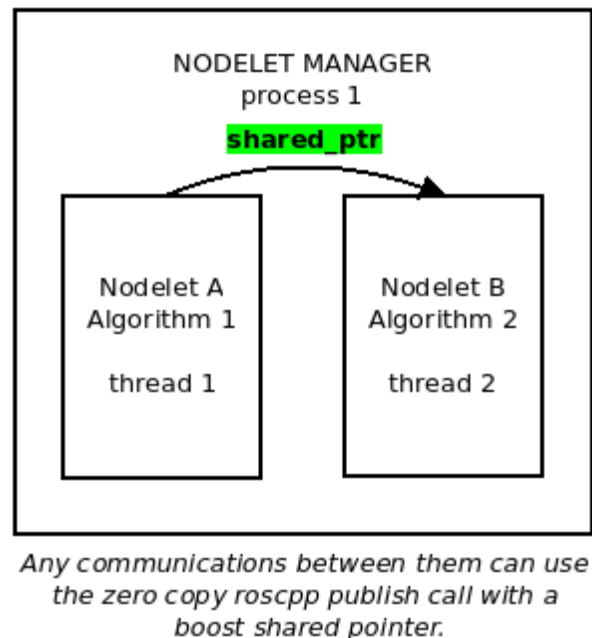 NODELET MANAGER
process 1
shared_ptr
Nodelet A
Algorithm 1
thread 1
Nodelet B
Algorithm 2
thread 2
Any communications between them can use
the zero copy roscpp publish call with a
boost shared pointer.